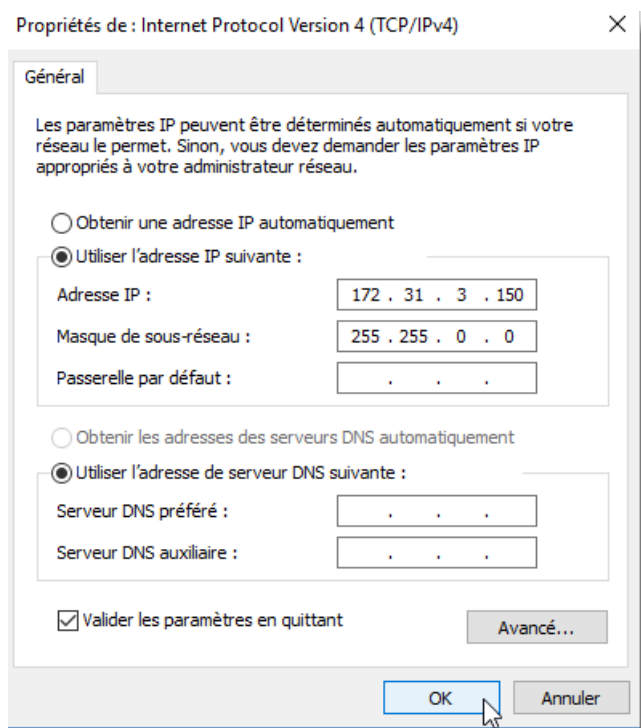 Propriétés de : Internet Protocol Version 4 (TCP/IPv4)
Général
Les paramètres IP peuvent être déterminés automatiquement si votre
réseau le permet. Sinon, vous devez demander les paramètres IP
appropriés à votre administrateur réseau.
Obtenir une adresse IP automatiquement
Utiliser l'adresse IP suivante :
Adresse IP : 172 . 31 . 3 . 150
Masque de sous-réseau : 255 . 255 . 0 . 0
Passerelle par défaut : . . .
Obtenir les adresses des serveurs DNS automatiquement
Utiliser l'adresse de serveur DNS suivante :
Serveur DNS préféré : . . .
Serveur DNS auxiliaire : . . .
Valider les paramètres en quittant
Avancé...
OK Annuler